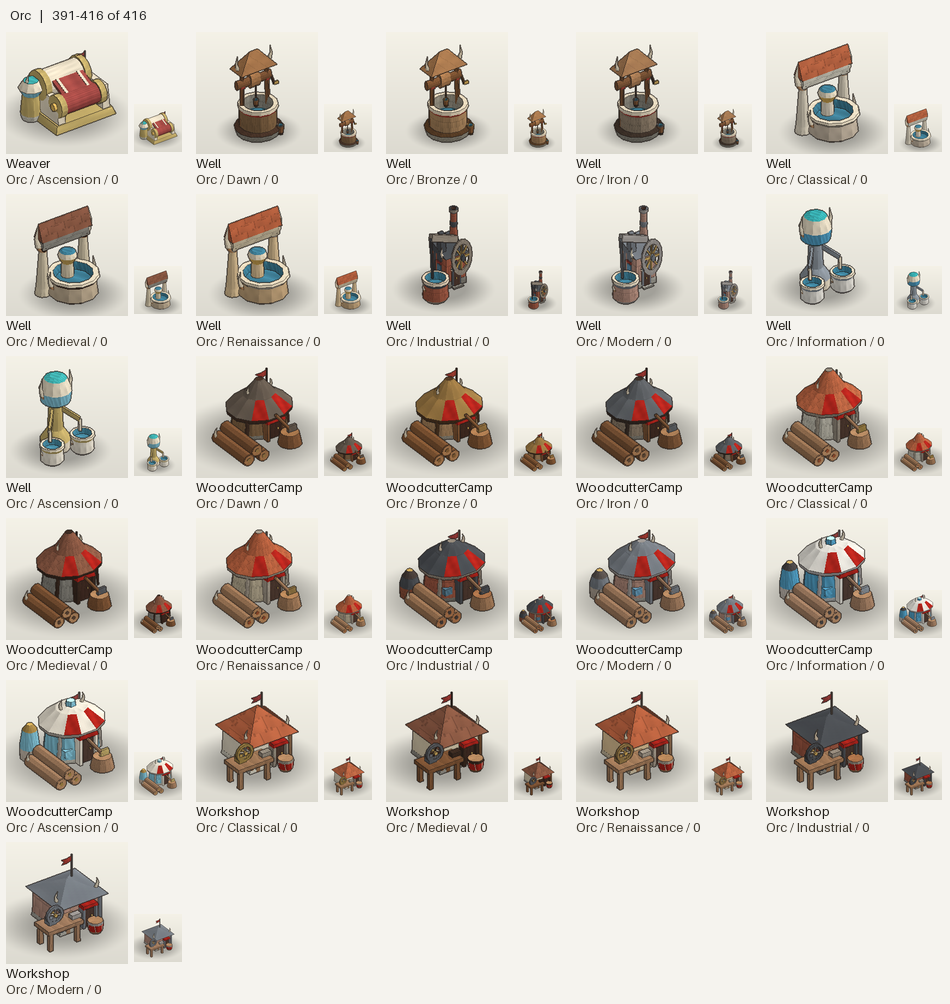 Orc | 391-416 of 416
Weaver
Orc / Ascension / 0
Well
Orc / Dawn / 0
Well
Orc / Bronze / 0
Well
Orc / Iron / 0
Well
Orc / Classical / 0
Well
Orc / Medieval / 0
Well
Orc / Renaissance / 0
Well
Orc / Industrial / 0
Well
Orc / Modern / 0
Well
Orc / Information / 0
Well
Orc / Ascension / 0
WoodcutterCamp
Orc / Dawn / 0
WoodcutterCamp
Orc / Bronze / 0
WoodcutterCamp
Orc / Iron / 0
WoodcutterCamp
Orc / Classical / 0
WoodcutterCamp
Orc / Medieval / 0
WoodcutterCamp
Orc / Renaissance / 0
WoodcutterCamp
Orc / Industrial / 0
WoodcutterCamp
Orc / Modern / 0
WoodcutterCamp
Orc / Information / 0
WoodcutterCamp
Orc / Ascension / 0
Workshop
Orc / Classical / 0
Workshop
Orc / Medieval / 0
Workshop
Orc / Renaissance / 0
Workshop
Orc / Industrial / 0
Workshop
Orc / Modern / 0